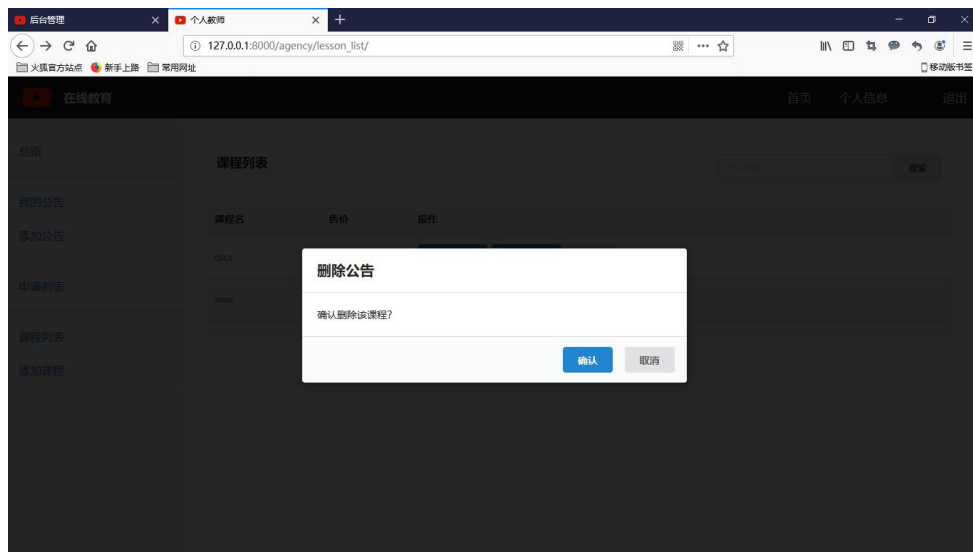 后台管理
个人教师
127.0.0.1:8000/agency/lesson_list/
火狐官方站点 新手上路 常用网址
移动版书签
在线教育
首页 个人信息 退出
总览
课程列表
搜索
我的公告
课程名 售价 操作
添加公告
cscs
删除公告
申请列表
确认删除该课程?
课程列表
确认 取消
添加课程